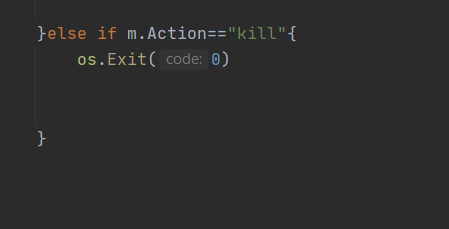 }else if m.Action=="kill"{
os.Exit( code: 0)
}